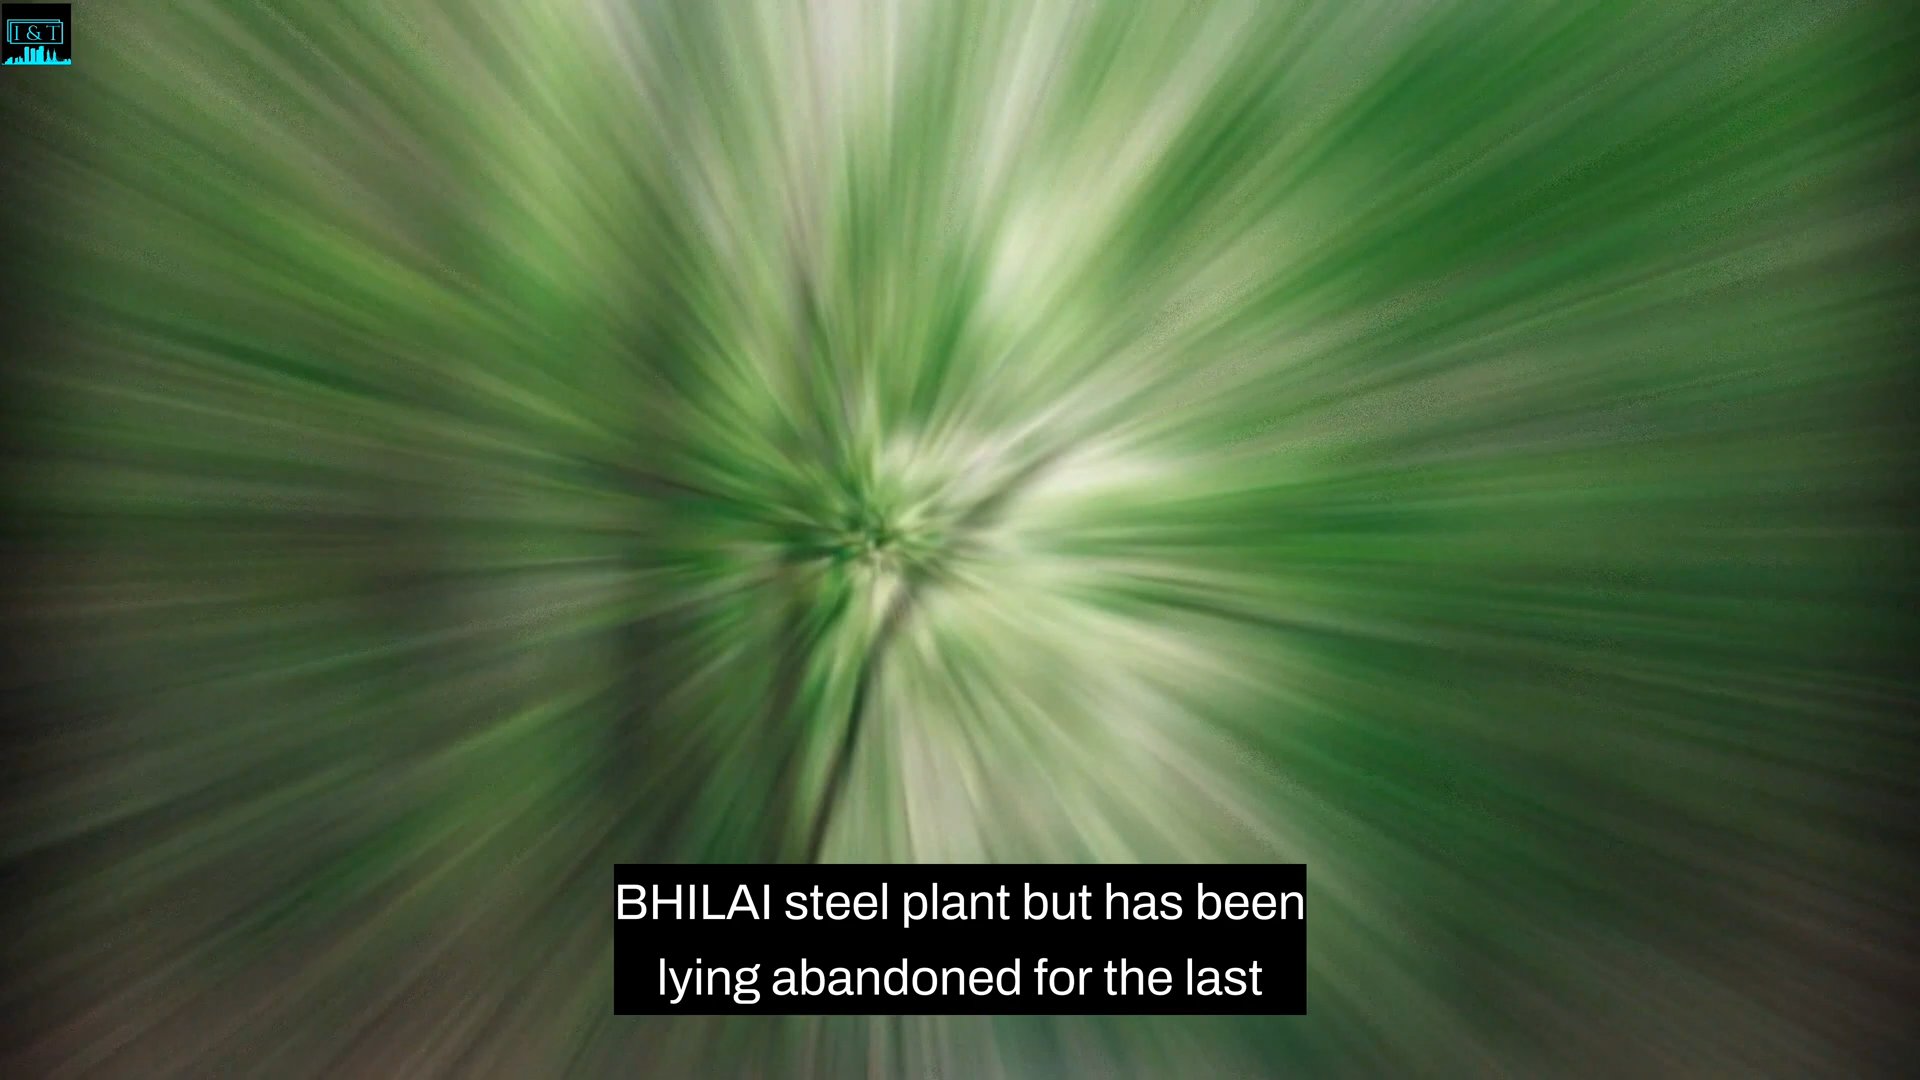 I & T
BHILAI steel plant but has been
lying abandoned for the last